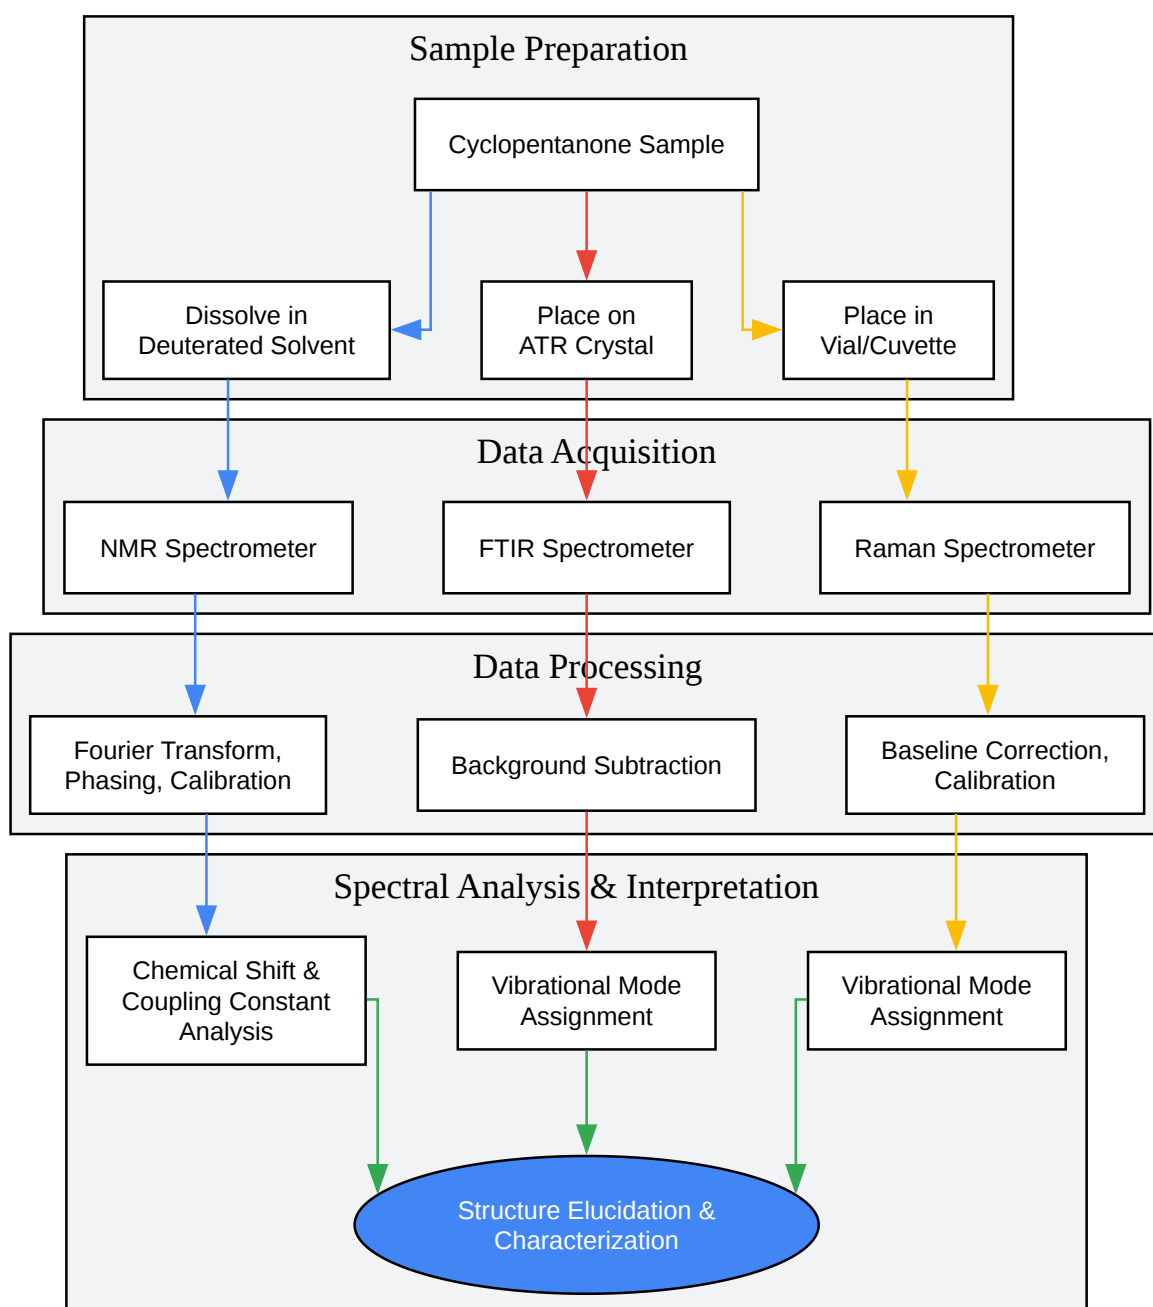 Sample Preparation
Cyclopentanone Sample
Dissolve in
Deuterated Solvent
Place on
ATR Crystal
Place in
Vial/Cuvette
Data Acquisition
NMR Spectrometer
FTIR Spectrometer
Raman Spectrometer
Data Processing
Fourier Transform,
Phasing, Calibration
Background Subtraction
Baseline Correction,
Calibration
Spectral Analysis & Interpretation
Chemical Shift &
Coupling Constant
Analysis
Vibrational Mode
Assignment
Vibrational Mode
Assignment
Structure Elucidation &
Characterization